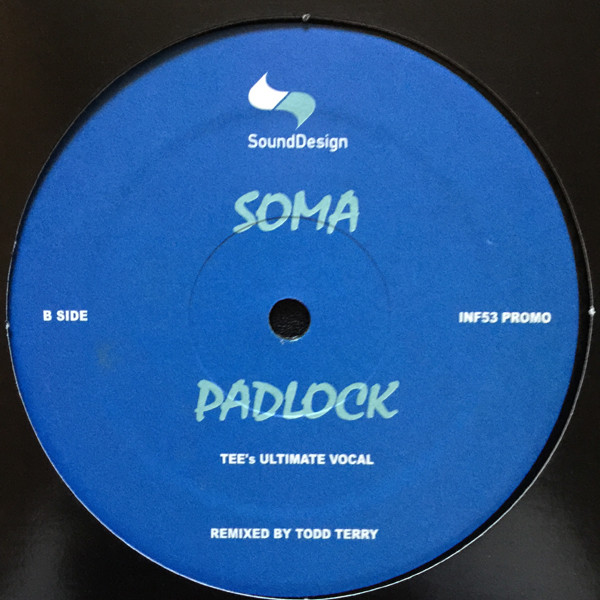 SoundDesign
SOMA
B SIDE
INF53 PROMO
PADLOCK
TEE's ULTIMATE VOCAL
REMIXED BY TODD TERRY